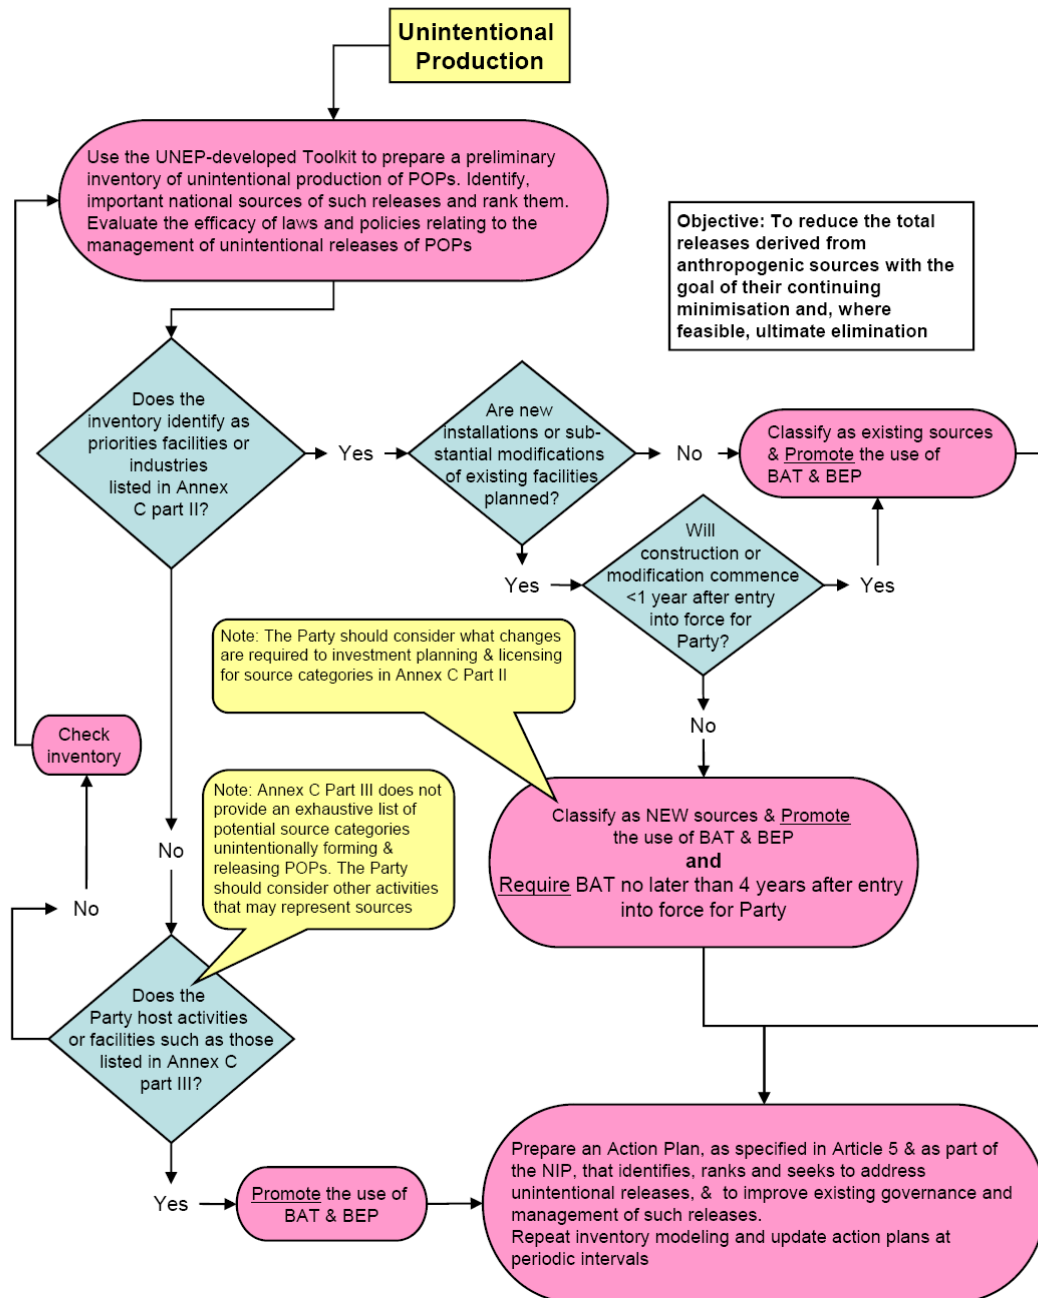 Unintentional
Production
Use the UNEP-developed Toolkit to prepare a preliminary
inventory of unintentional production of POPs. Identify,
important national sources of such releases and rank them.
Evaluate the efficacy of laws and policies relating to the
management of unintentional releases of POPs
Objective: To reduce the total
releases derived from
anthropogenic sources with the
goal of their continuing
minimisation and, where
feasible, ultimate elimination
Does the
inventory identify as
priorities facilities or
industries
listed in Annex
C part II?
Yes
Are new
installations or sub-
stantial modifications
of existing facilities
planned?
No
Classify as existing sources
& Promote the use of
BAT & BEP
Yes
Will
construction or
modification commence
<1 year after entry
into force for
Party?
Yes
No
Note: The Party should consider what changes
are required to investment planning & licensing
for source categories in Annex C Part II
Classify as NEW sources & Promote
the use of BAT & BEP
and
Require BAT no later than 4 years after entry
into force for Party
Check
inventory
No
No
Note: Annex C Part III does not
provide an exhaustive list of
potential source categories
unintentionally forming &
releasing POPs. The Party
should consider other activities
that may represent sources
Does the
Party host activities
or facilities such as those
listed in Annex C
part III?
Yes
Promote the use of
BAT & BEP
Prepare an Action Plan, as specified in Article 5 & as part of
the NIP, that identifies, ranks and seeks to address
unintentional releases, & to improve existing governance and
management of such releases.
Repeat inventory modeling and update action plans at
periodic intervals